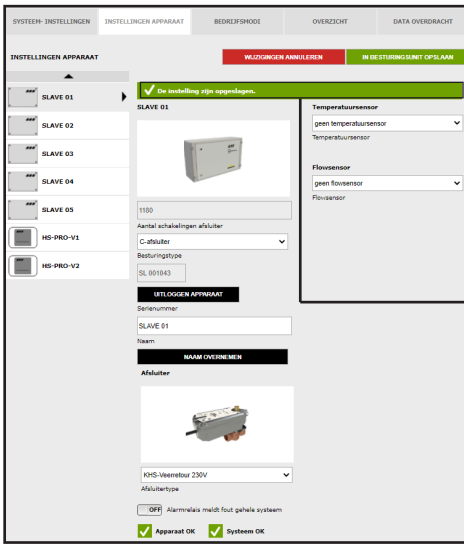 SYSTEEM- INSTELLINGEN
INSTELLINGEN APPARAAT
BEDRIJFSMODI
OVERZICHT
DATA OVERDRACHT
INSTELLINGEN APPARAAT
WIJZIGINGEN ANNULEREN
IN BESTURINGSUNIT OPSLAAN
SLAVE 01
SLAVE 02
SLAVE 03
SLAVE 04
SLAVE 05
HS-PRO-V1
HS-PRO-V2
De instelling zijn opgeslagen.
SLAVE 01
1180
Aantal schakelingen afsluiter
C-afsluiter
Besturingstype
SL 001043
UITLOGGEN APPARAAT
Serienummer
SLAVE 01
Naam
NAAM OVERNEMEN
Afsluiter
KHS-Veerretour 230V
Afsluitertype
OFF Alarmrelais meldt fout gehele systeem
Apparaat OK
Systeem OK
Temperatuursensor
geen temperatuursensor
Temperatuursensor
Flowsensor
geen flowsensor
Flowsensor